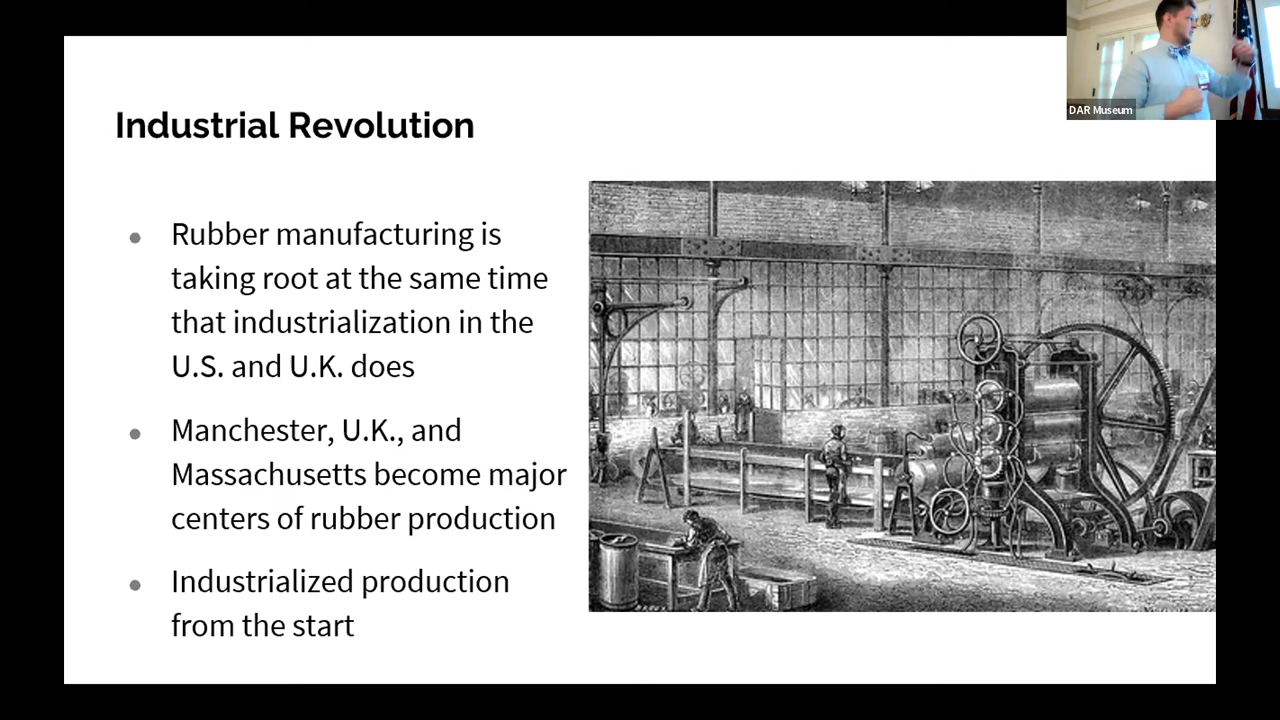 DAR Museum
Industrial Revolution
Rubber manufacturing is
taking root at the same time
that industrialization in the
U.S. and U.K. does
Manchester, U.K., and
Massachusetts become major
centers of rubber production
Industrialized production
from the start